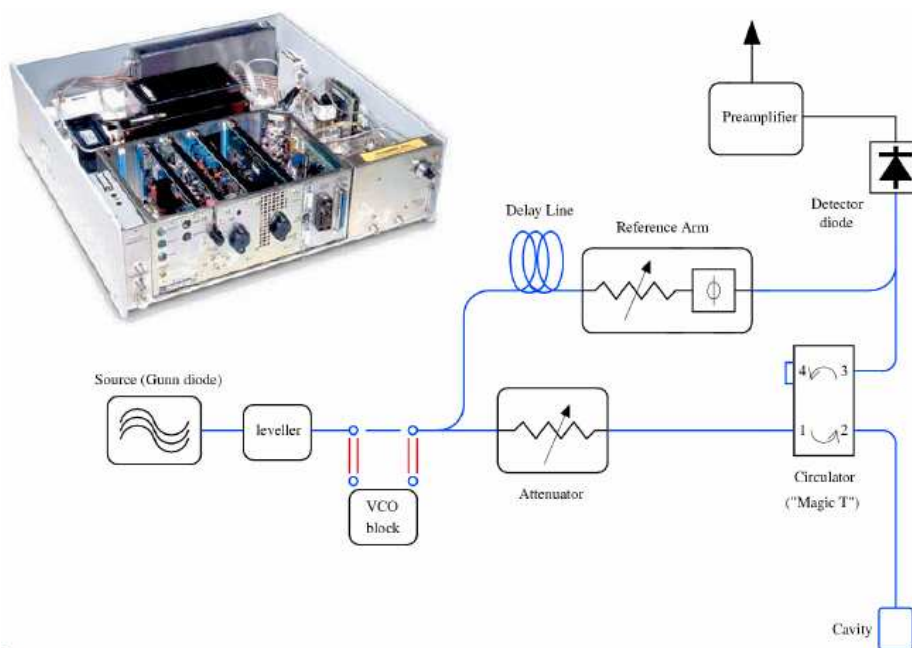 Preamplifier
Detector
diode
Delay Line
Reference Arm
ϕ
Source (Gunn diode)
leveller
4 3
1 2
Attenuator
VCO
block
Circulator
("Magic T")
Cavity